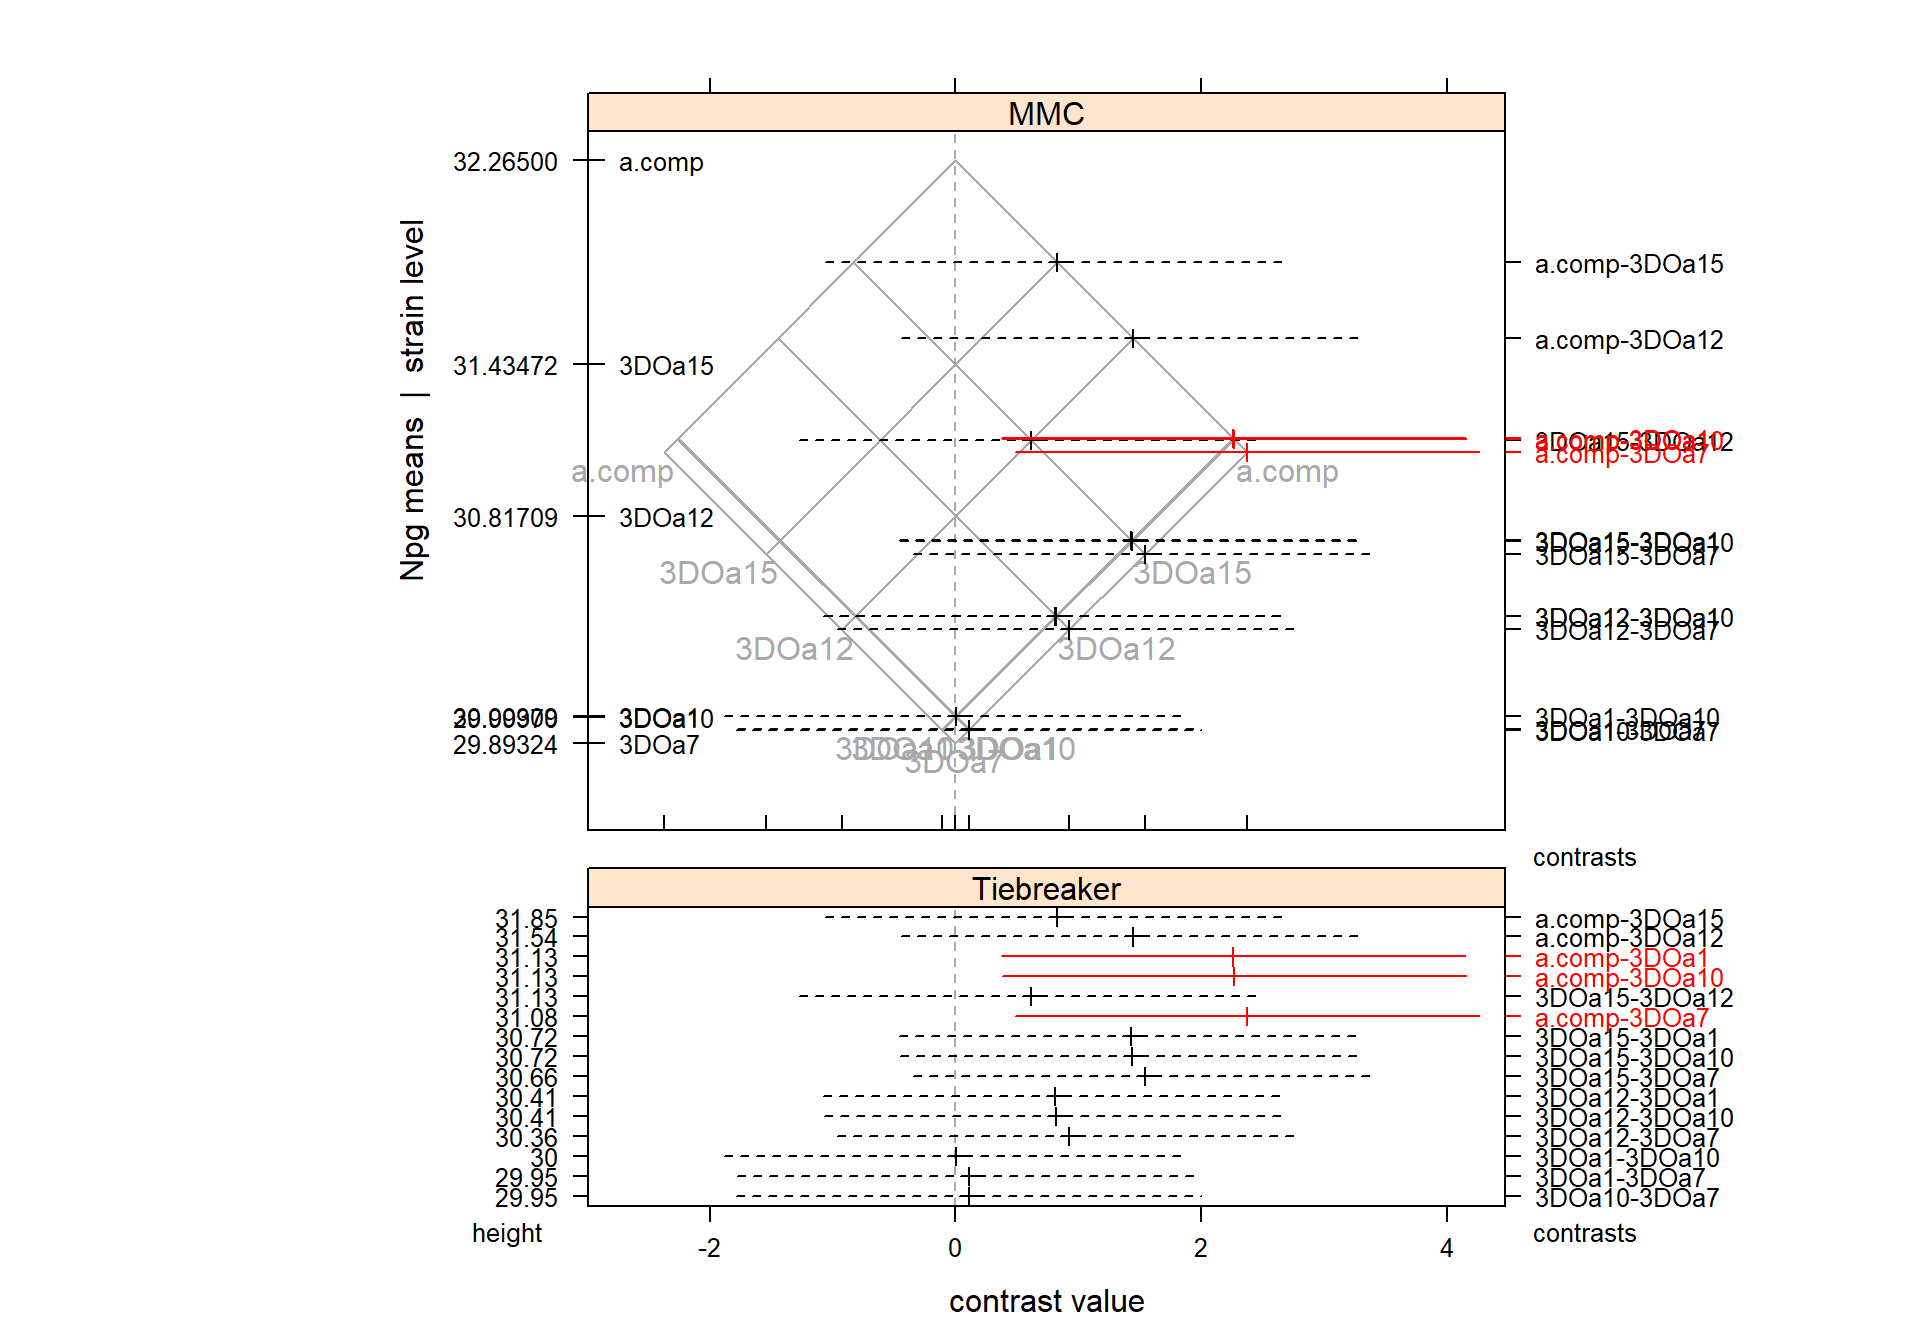 MMC
32.26500 a.comp
a.comp-3DOa15
a.comp-3DOa12
31.43472 3DOa15
3DOa15-3DOa12
a.comp-3DOa10
a.comp-3DOa7
a.comp a.comp
30.81709 3DOa12
3DOa15-3DOa10
3DOa15-3DOa7
3DOa15 3DOa15
3DOa12-3DOa10
3DOa12-3DOa7
3DOa12 3DOa12
3DOa10
3DOa1-3DOa10
29.89324 3DOa7
3DOa10-3DOa7
3DOa10 3DOa10
3DOa7
Npg means | strain level
contrasts
Tiebreaker
31.85 a.comp-3DOa15
31.54 a.comp-3DOa12
31.13 a.comp-3DOa1
31.13 a.comp-3DOa10
31.13 3DOa15-3DOa12
31.08 a.comp-3DOa7
30.72 3DOa15-3DOa1
30.72 3DOa15-3DOa10
30.66 3DOa15-3DOa7
30.41 3DOa12-3DOa1
30.41 3DOa12-3DOa10
30.36 3DOa12-3DOa7
30 3DOa1-3DOa10
29.95 3DOa1-3DOa7
29.95 3DOa10-3DOa7
height contrasts
-2 0 2 4
contrast value